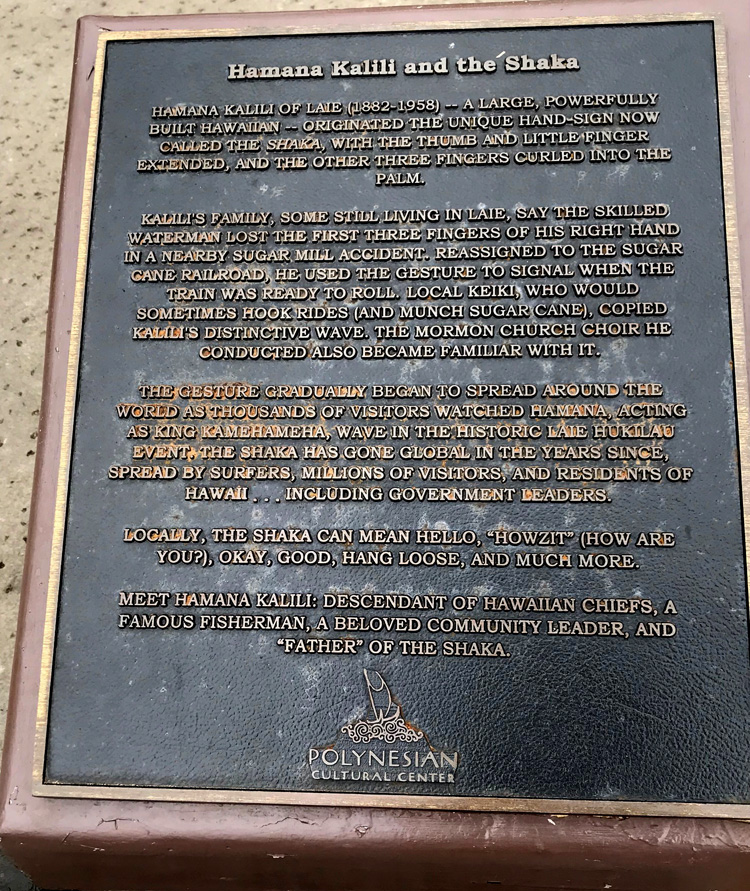 Hamana Kalili and the Shaka
HAMANA KALILI OF LAIE (1882-1958) -- A LARGE, POWERFULLY
BUILT HAWAIIAN -- ORIGINATED THE UNIQUE HAND-SIGN NOW
CALLED THE SHAKA, WITH THE THUMB AND LITTLE FINGER
EXTENDED, AND THE OTHER THREE FINGERS CURLED INTO THE
PALM.
KALILI'S FAMILY, SOME STILL LIVING IN LAIE, SAY THE SKILLED
WATERMAN LOST THE FIRST THREE FINGERS OF HIS RIGHT HAND
IN A NEARBY SUGAR MILL ACCIDENT. REASSIGNED TO THE SUGAR
CANE RAILROAD, HE USED THE GESTURE TO SIGNAL WHEN THE
TRAIN WAS READY TO ROLL. LOCAL KEIKI, WHO WOULD
SOMETIMES HOOK RIDES (AND MUNCH SUGAR CANE), COPIED
KALILI'S DISTINCTIVE WAVE. THE MORMON CHURCH CHOIR HE
CONDUCTED ALSO BECAME FAMILIAR WITH IT.
THE GESTURE GRADUALLY BEGAN TO SPREAD AROUND THE
WORLD AS THOUSANDS OF VISITORS WATCHED HAMANA, ACTING
AS KING KAMEHAMEHA, WAVE IN THE HISTORIC LAIE HUKILAU
EVENT. THE SHAKA HAS GONE GLOBAL IN THE YEARS SINCE,
SPREAD BY SURFERS, MILLIONS OF VISITORS, AND RESIDENTS OF
HAWAII . . . INCLUDING GOVERNMENT LEADERS.
LOCALLY, THE SHAKA CAN MEAN HELLO, "HOWZIT" (HOW ARE
YOU?), OKAY, GOOD, HANG LOOSE, AND MUCH MORE.
MEET HAMANA KALILI: DESCENDANT OF HAWAIIAN CHIEFS, A
FAMOUS FISHERMAN, A BELOVED COMMUNITY LEADER, AND
"FATHER" OF THE SHAKA.
POLYNESIAN
CULTURAL CENTER